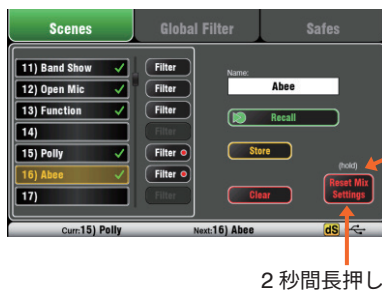 Scenes Global Filter Safes
11) Band Show Filter
12) Open Mic Filter
13) Function Filter
14) Filter
15) Polly Filter
16) Abee Filter
17) Filter
Name:
Abee
Recall
Store
(hold)
Clear
Reset Mix
Settings
Curr:15) Polly Next:16) Abee dS
2 秒間長押し